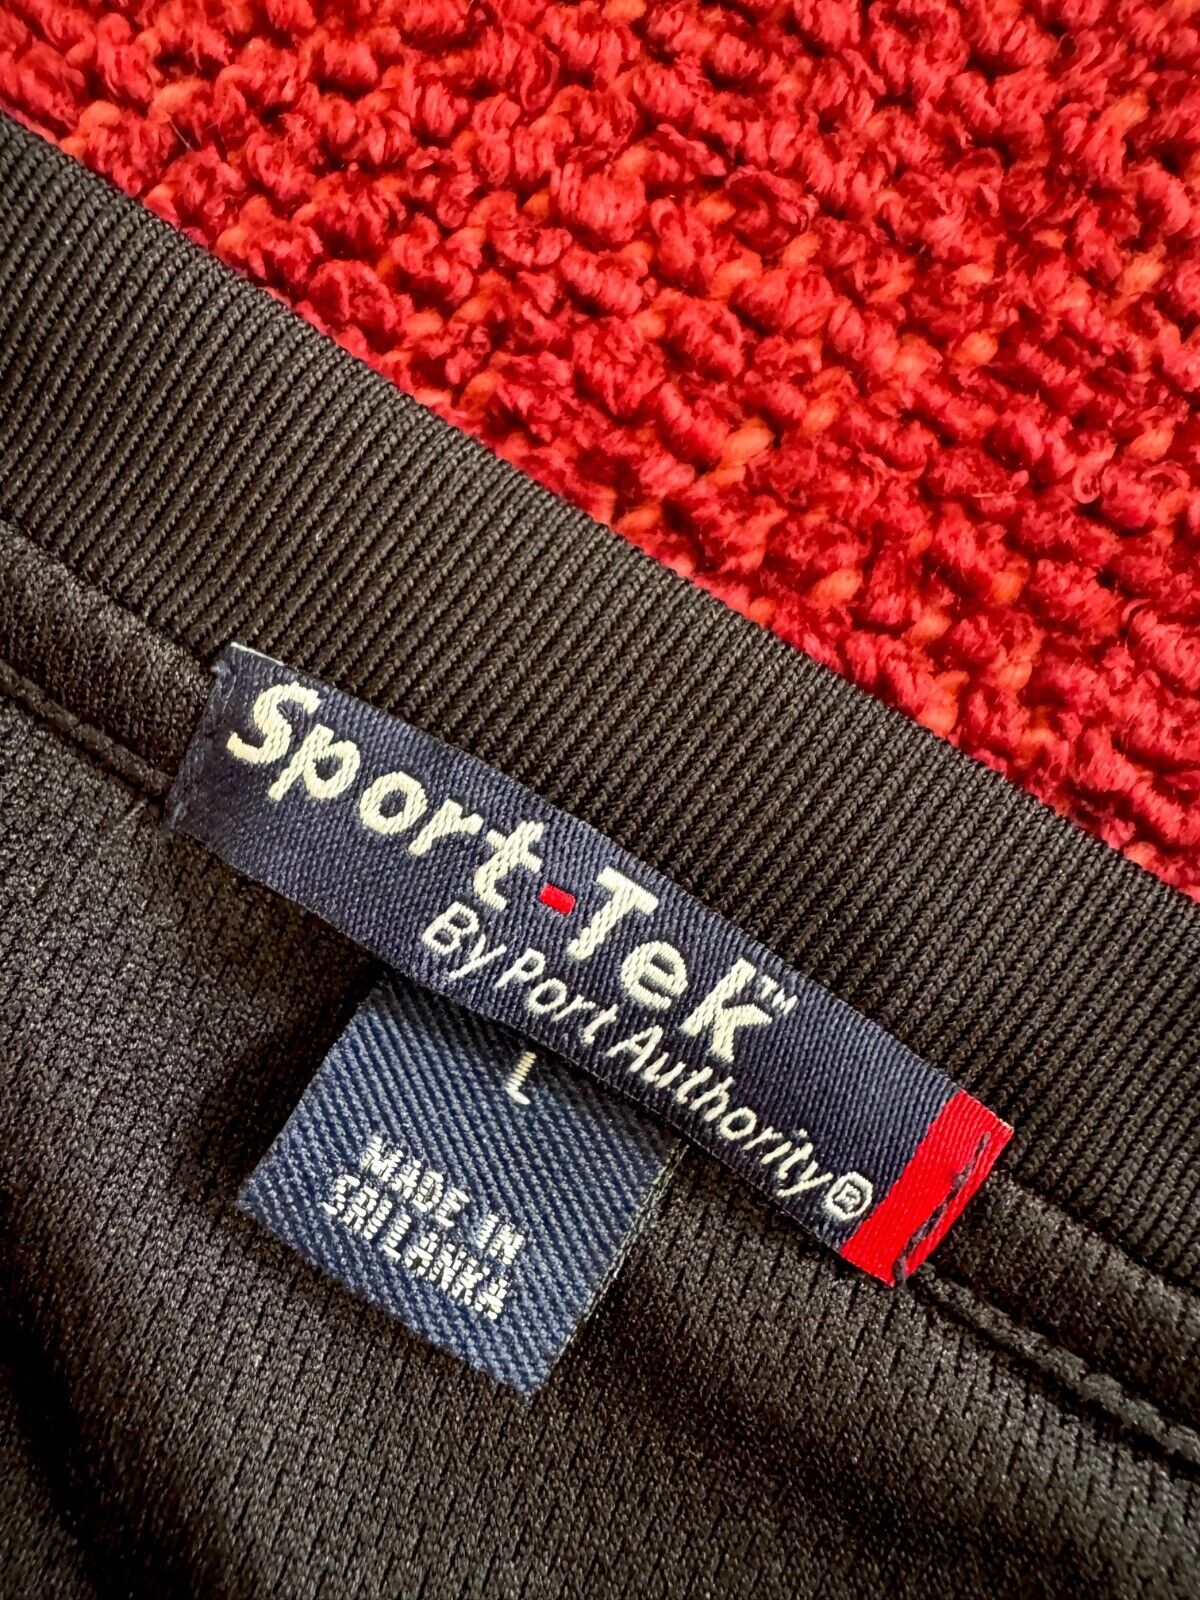 Sport-Tek™
By Port Authority®
L
MADE IN
SRI LANKA